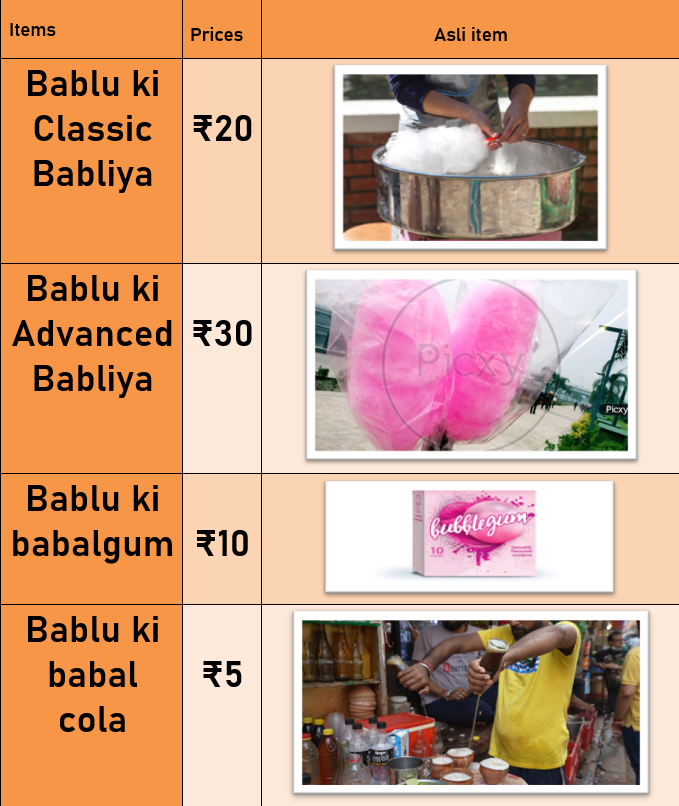 Items
Prices
Asli item
Bablu ki
Classic
Babliya
₹20
Bablu ki
Advanced
Babliya
₹30
Picxy
Picxy
Bablu ki
babalgum
₹10
bubblegum
10
Bablu ki
babal
cola
₹5